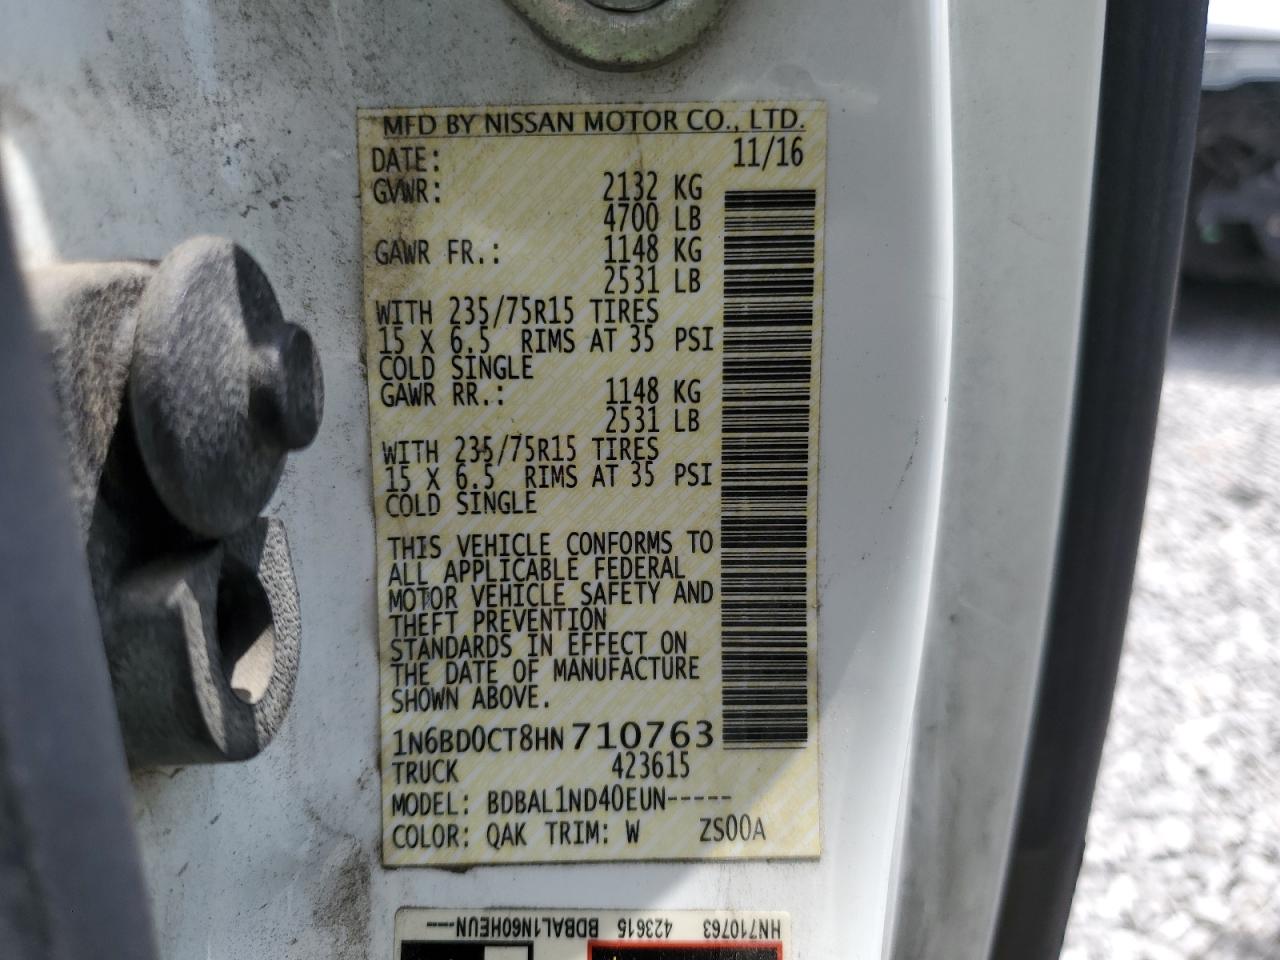 MFD BY NISSAN MOTOR CO., LTD.
DATE: 11/16
GVWR: 2132 KG
4700 LB
GAWR FR.: 1148 KG
2531 LB
WITH 235/75R15 TIRES
15 X 6.5 RIMS AT 35 PSI
COLD SINGLE
GAWR RR.: 1148 KG
2531 LB
WITH 235/75R15 TIRES
15 X 6.5 RIMS AT 35 PSI
COLD SINGLE
THIS VEHICLE CONFORMS TO
ALL APPLICABLE FEDERAL
MOTOR VEHICLE SAFETY AND
THEFT PREVENTION
STANDARDS IN EFFECT ON
THE DATE OF MANUFACTURE
SHOWN ABOVE.
1N6BD0CT8HN710763
TRUCK 423615
MODEL: BDBAL1ND40EUN-----
COLOR: QAK TRIM: W ZS00A
HN710763 423615 BDBAL1N60HEUN----